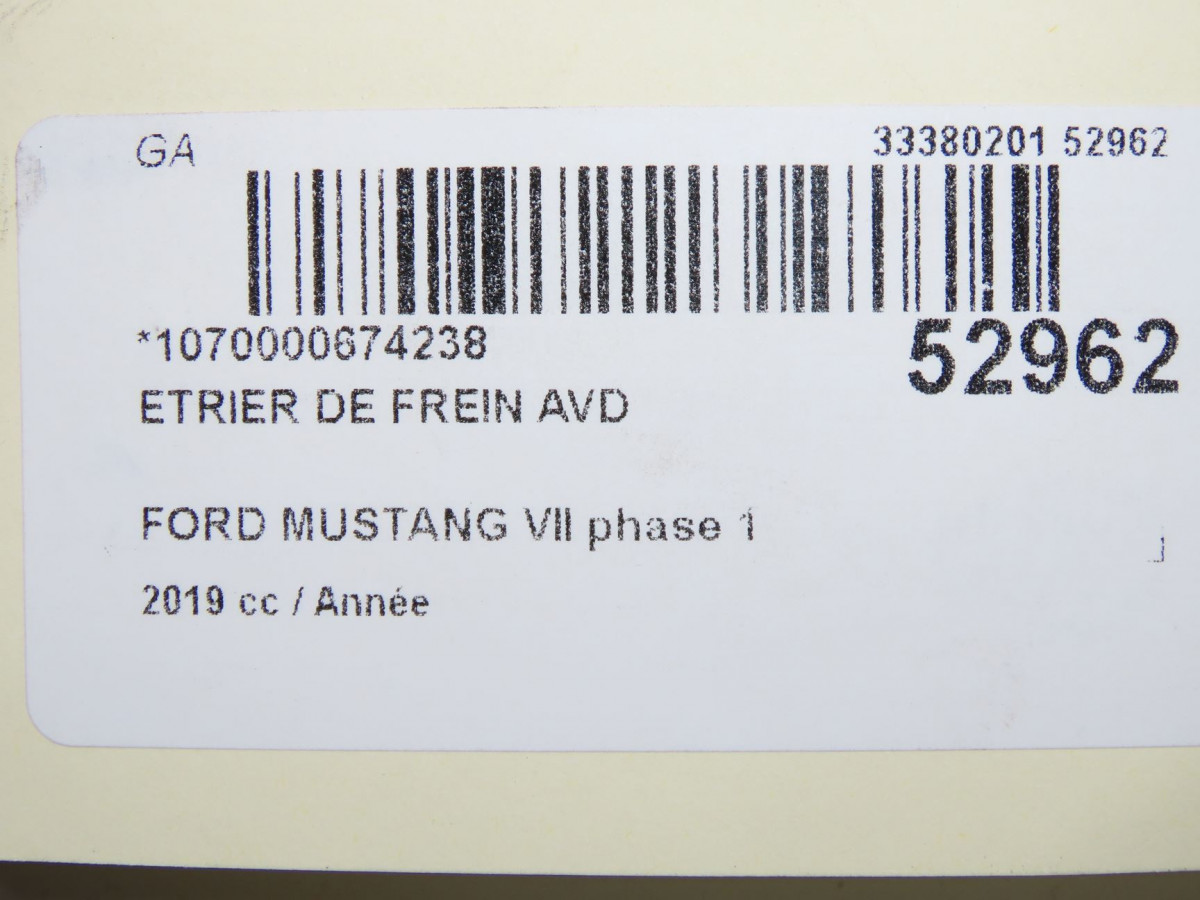 GA
33380201 52962
*1070000674238
52962
ETRIER DE FREIN AVD
FORD MUSTANG VII phase 1
2019 cc / Année